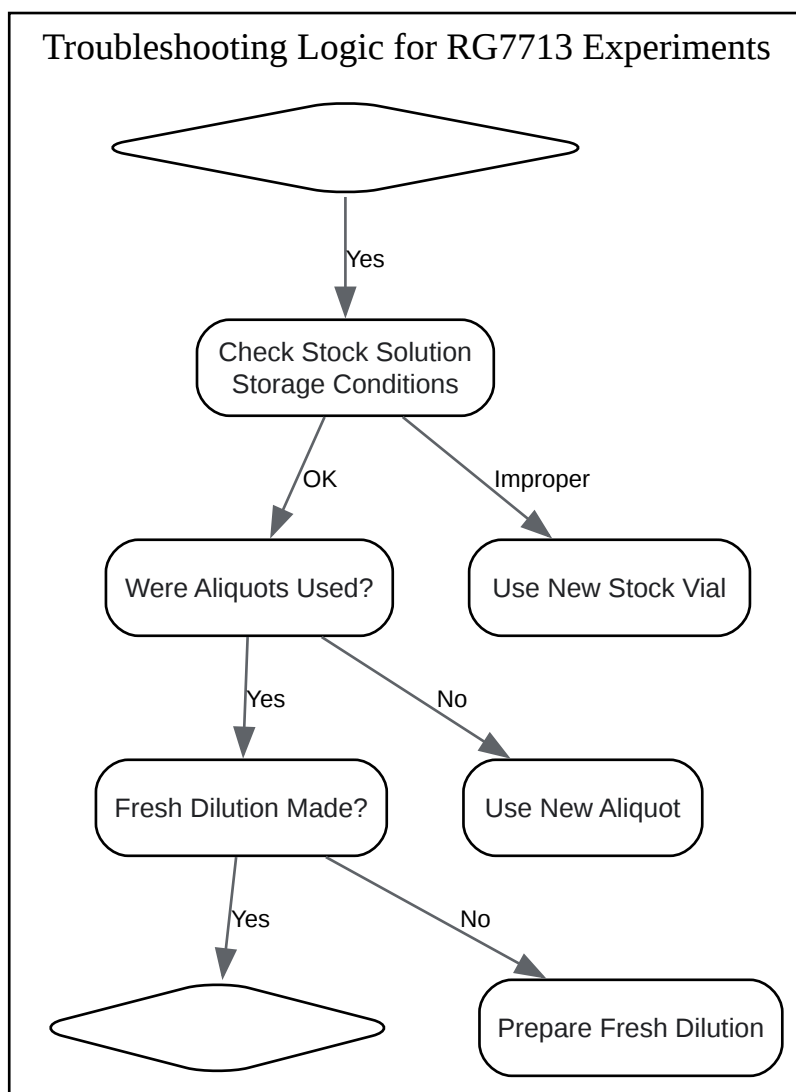 Troubleshooting Logic for RG7713 Experiments
Yes
Check Stock Solution
Storage Conditions
OK
Improper
Were Aliquots Used?
Use New Stock Vial
Yes
No
Fresh Dilution Made?
Use New Aliquot
Yes
No
Prepare Fresh Dilution